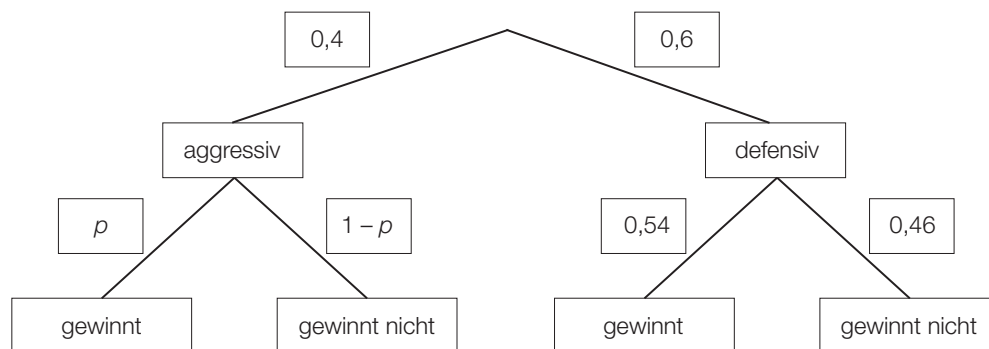 0,4
0,6
aggressiv
defensiv
p
1 – p
0,54
0,46
gewinnt
gewinnt nicht
gewinnt
gewinnt nicht